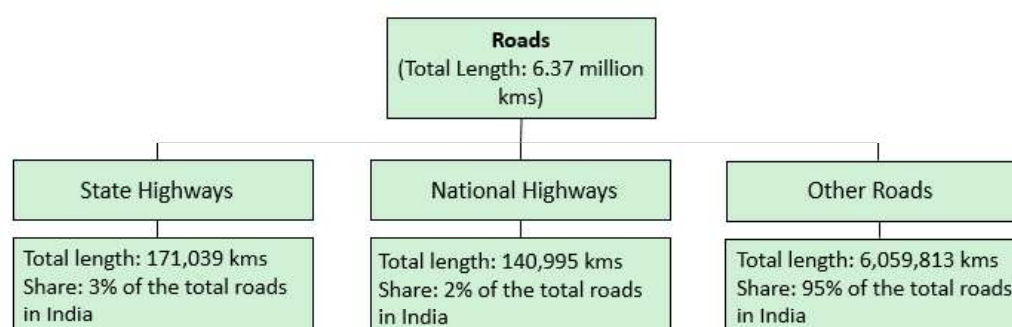 Roads
(Total Length: 6.37 million
kms)
State Highways
National Highways
Other Roads
Total length: 171,039 kms
Share: 3% of the total roads
in India
Total length: 140,995 kms
Share: 2% of the total roads
in India
Total length: 6,059,813 kms
Share: 95% of the total roads
in India